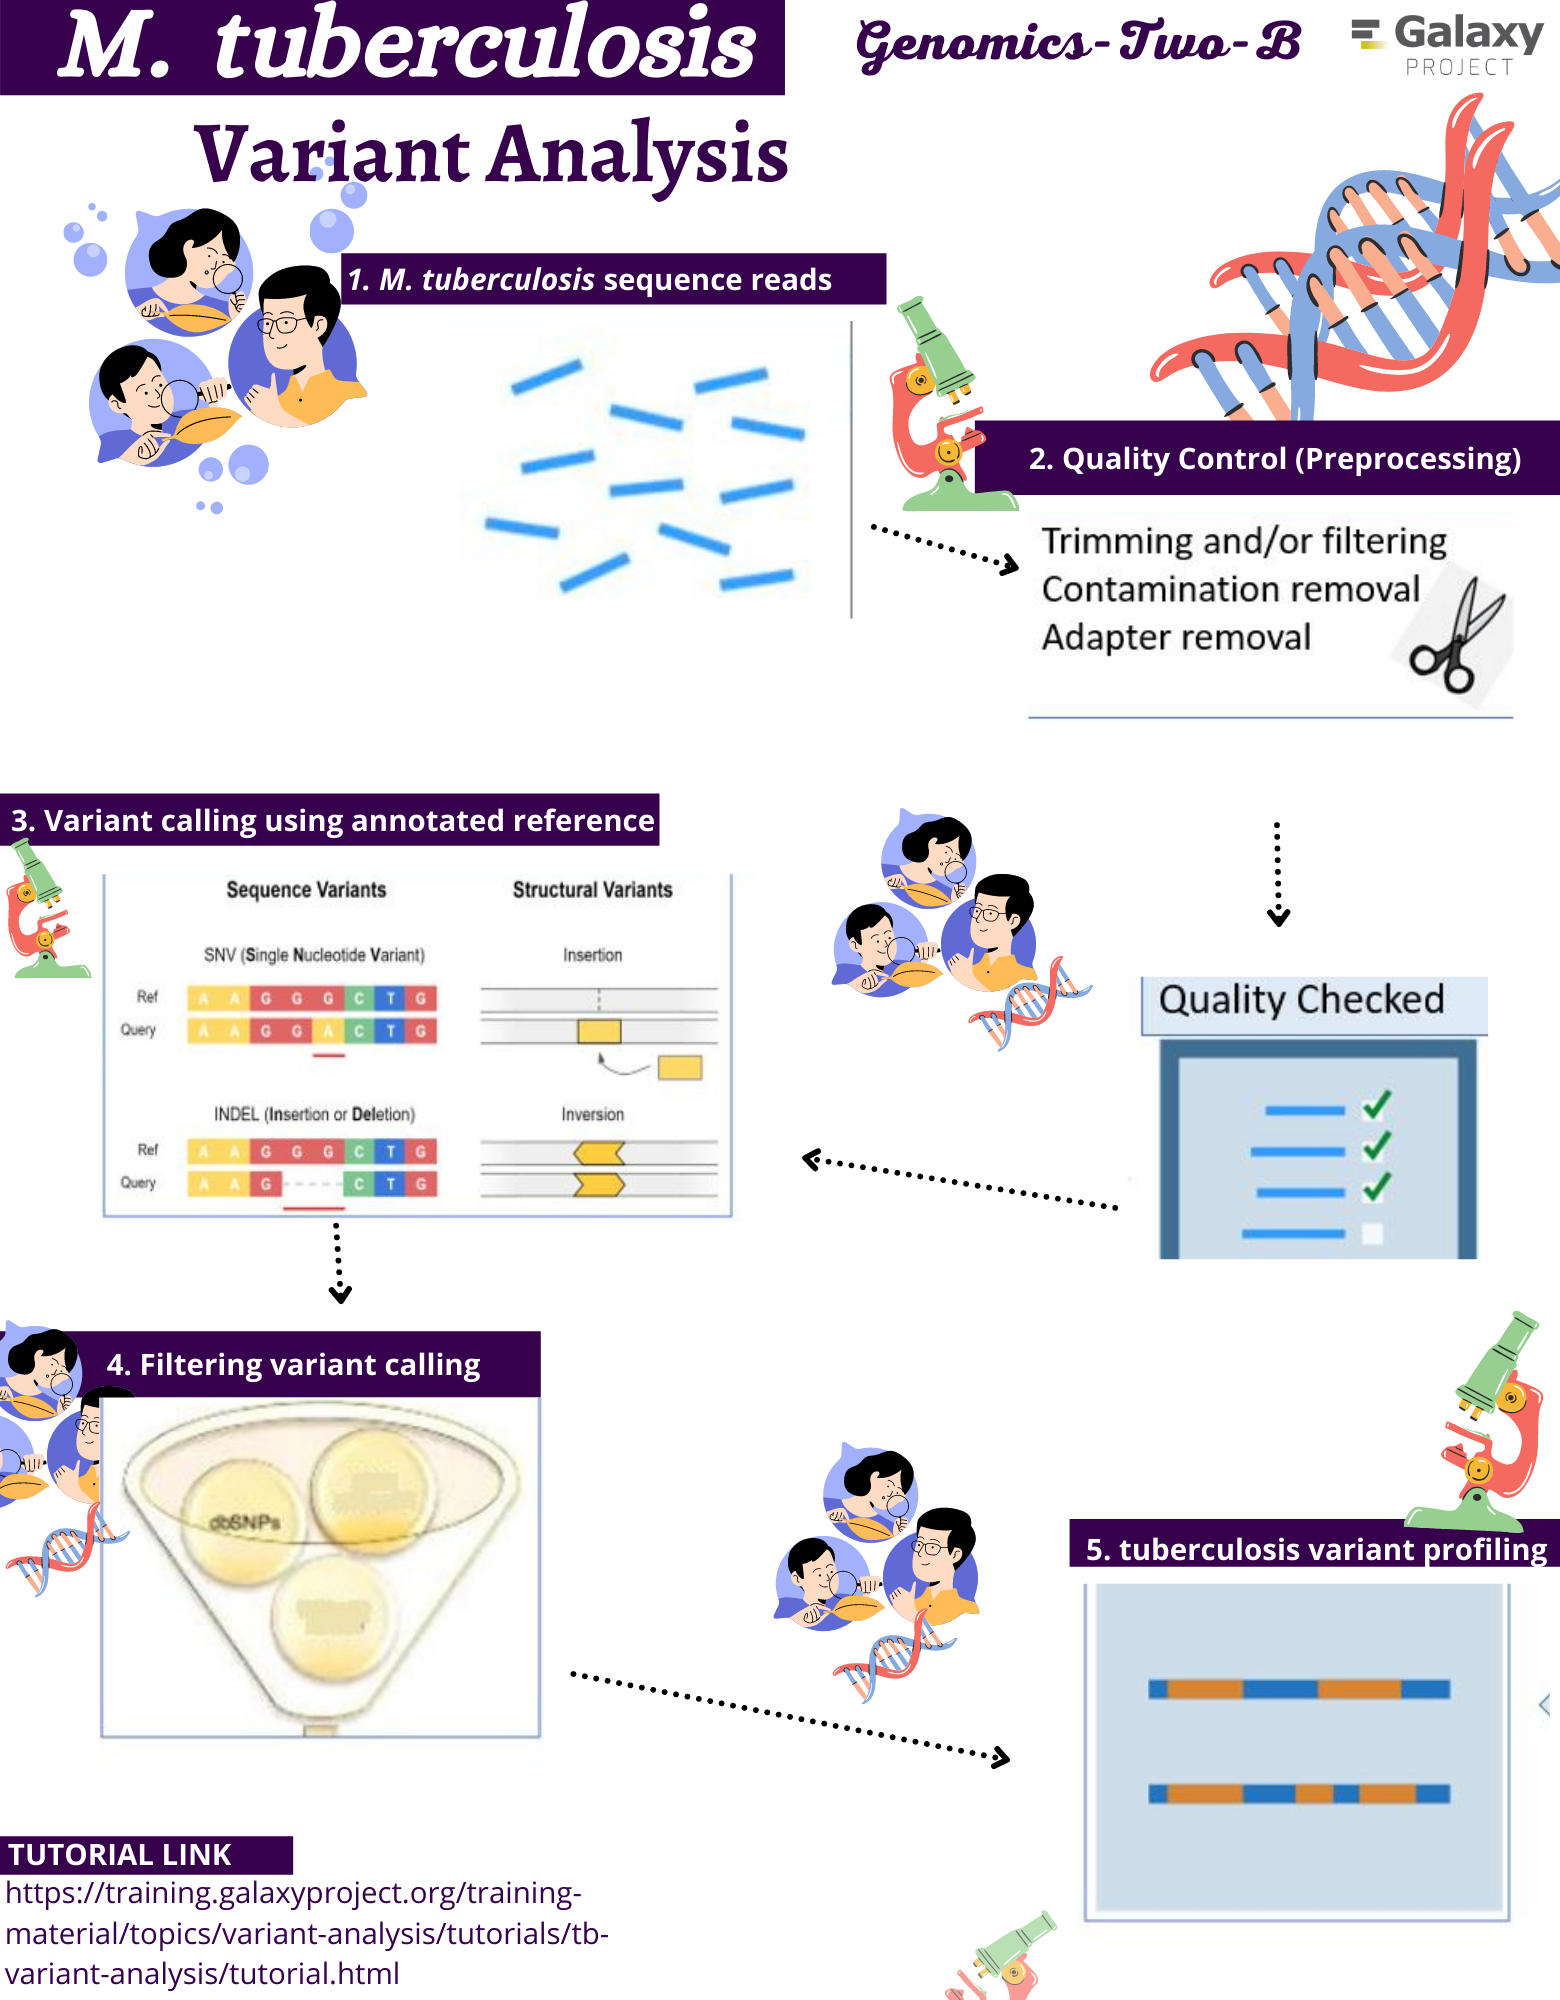 M. tuberculosis
Variant Analysis
Genomics-Two-B
Galaxy
PROJECT
1. M. tuberculosis sequence reads
2. Quality Control (Preprocessing)
Trimming and/or filtering
Contamination removal
Adapter removal
Quality Checked
3. Variant calling using annotated reference
Sequence Variants
SNV (Single Nucleotide Variant)
Ref A A G G G C T G
Query A A G G A C T G
INDEL (Insertion or Deletion)
Ref A A G G G C T G
Query A A G - - - - - C T G
Structural Variants
Insertion
Inversion
4. Filtering variant calling
dbSNPs
5. tuberculosis variant profiling
TUTORIAL LINK
https://training.galaxyproject.org/training-
material/topics/variant-analysis/tutorials/tb-
variant-analysis/tutorial.html